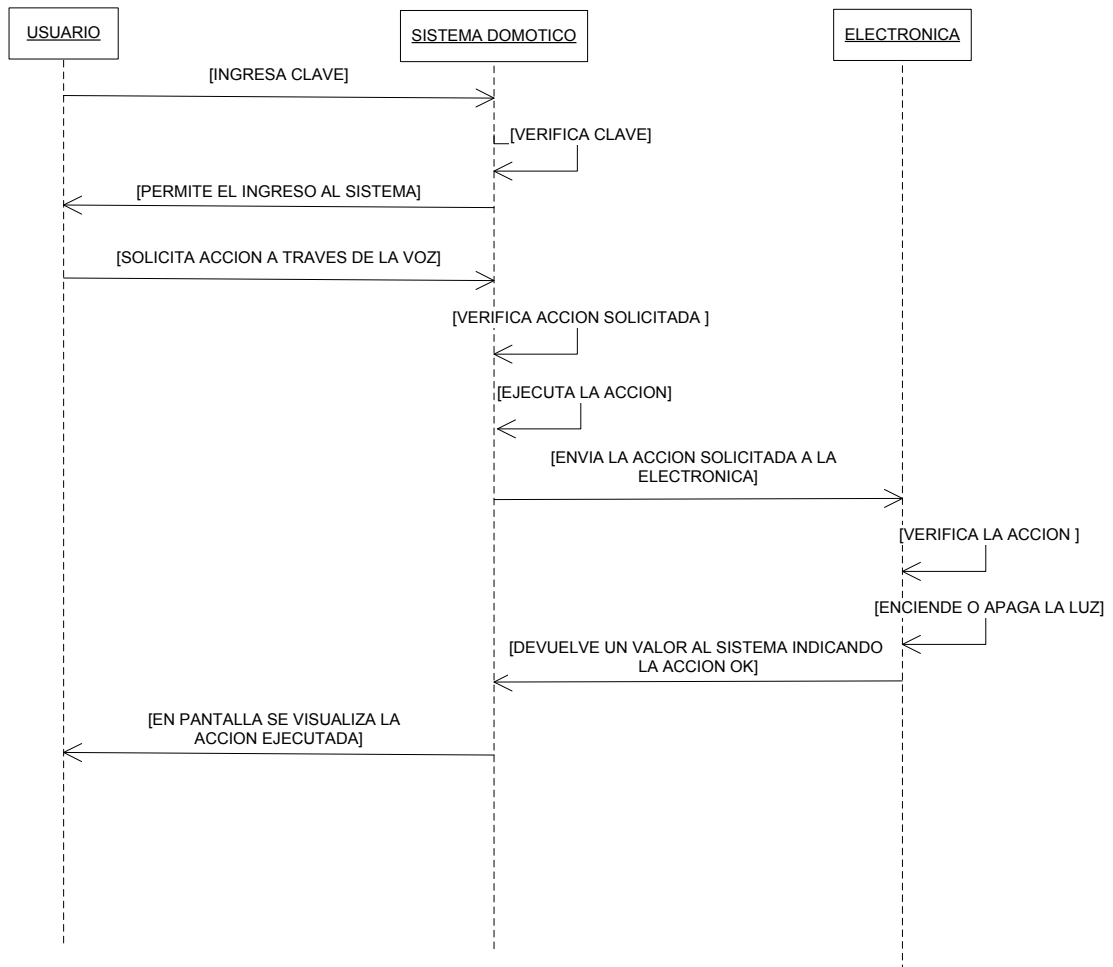 USUARIO
SISTEMA DOMOTICO
ELECTRONICA
[INGRESA CLAVE]
[VERIFICA CLAVE]
[PERMITE EL INGRESO AL SISTEMA]
[SOLICITA ACCION A TRAVES DE LA VOZ]
[VERIFICA ACCION SOLICITADA ]
[EJECUTA LA ACCION]
[ENVIA LA ACCION SOLICITADA A LA
ELECTRONICA]
[VERIFICA LA ACCION ]
[ENCIENDE O APAGA LA LUZ]
[DEVUELVE UN VALOR AL SISTEMA INDICANDO
LA ACCION OK]
[EN PANTALLA SE VISUALIZA LA
ACCION EJECUTADA]